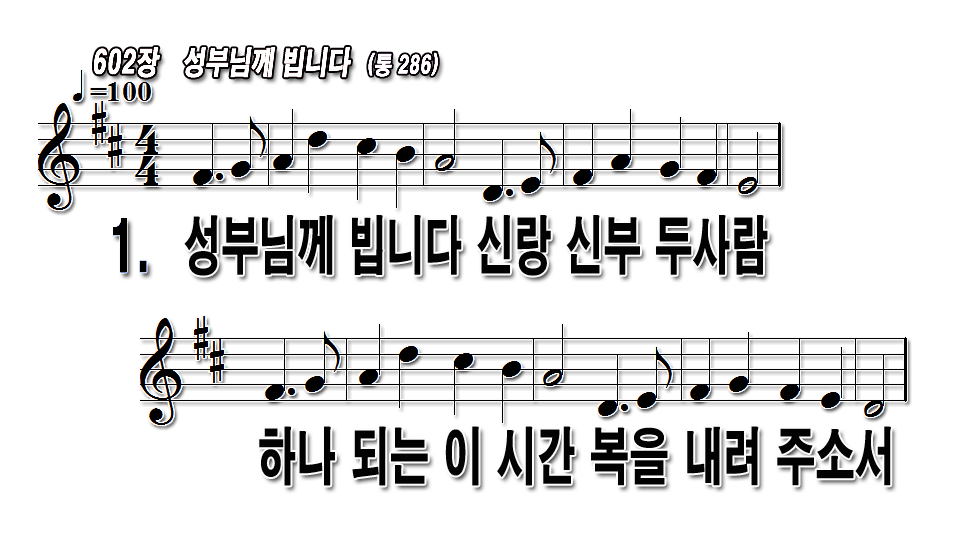 602장 성부님께 빕니다 (통 286)
♩=100
4
4
1. 성부님께 빕니다 신랑 신부 두사람
하나 되는 이 시간 복을 내려 주소서